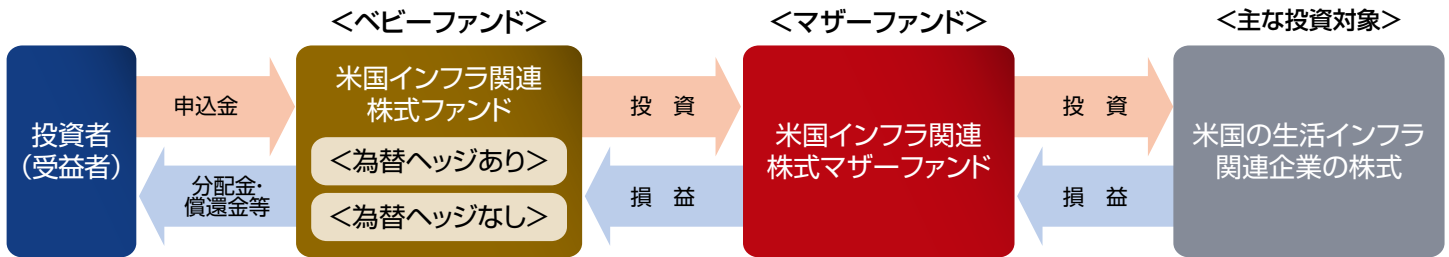 <ベビーファンド>
<マザーファンド>
<主な投資対象>
投資者
(受益者)
申込金
分配金・
償還金等
米国インフラ関連
株式ファンド
<為替ヘッジあり>
<為替ヘッジなし>
投 資
損 益
米国インフラ関連
株式マザーファンド
投 資
損 益
米国の生活インフラ
関連企業の株式